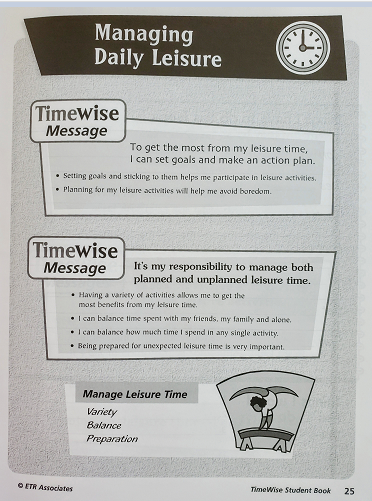 Managing
Daily Leisure
TimeWise
Message
To get the most from my leisure time,
I can set goals and make an action plan.
• Setting goals and sticking to them helps me participate in leisure activities.
• Planning for my leisure activities will help me avoid boredom.
TimeWise
Message
It's my responsibility to manage both
planned and unplanned leisure time.
• Having a variety of activities allows me to get the
most benefits from my leisure time.
• I can balance time spent with my friends, my family and alone.
• I can balance how much time I spend in any single activity.
• Being prepared for unexpected leisure time is very important.
Manage Leisure Time
Variety
Balance
Preparation
© ETR Associates
TimeWise Student Book 25